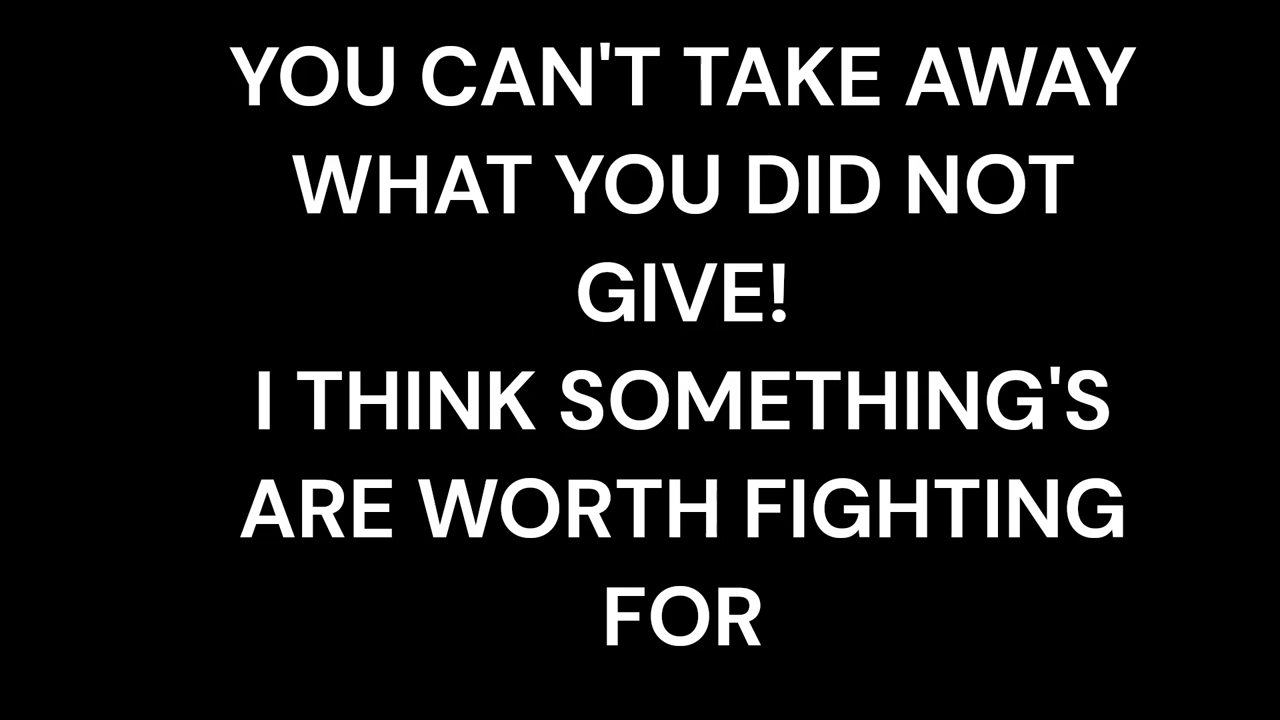 YOU CAN'T TAKE AWAY
WHAT YOU DID NOT
GIVE!
I THINK SOMETHING'S
ARE WORTH FIGHTING
FOR